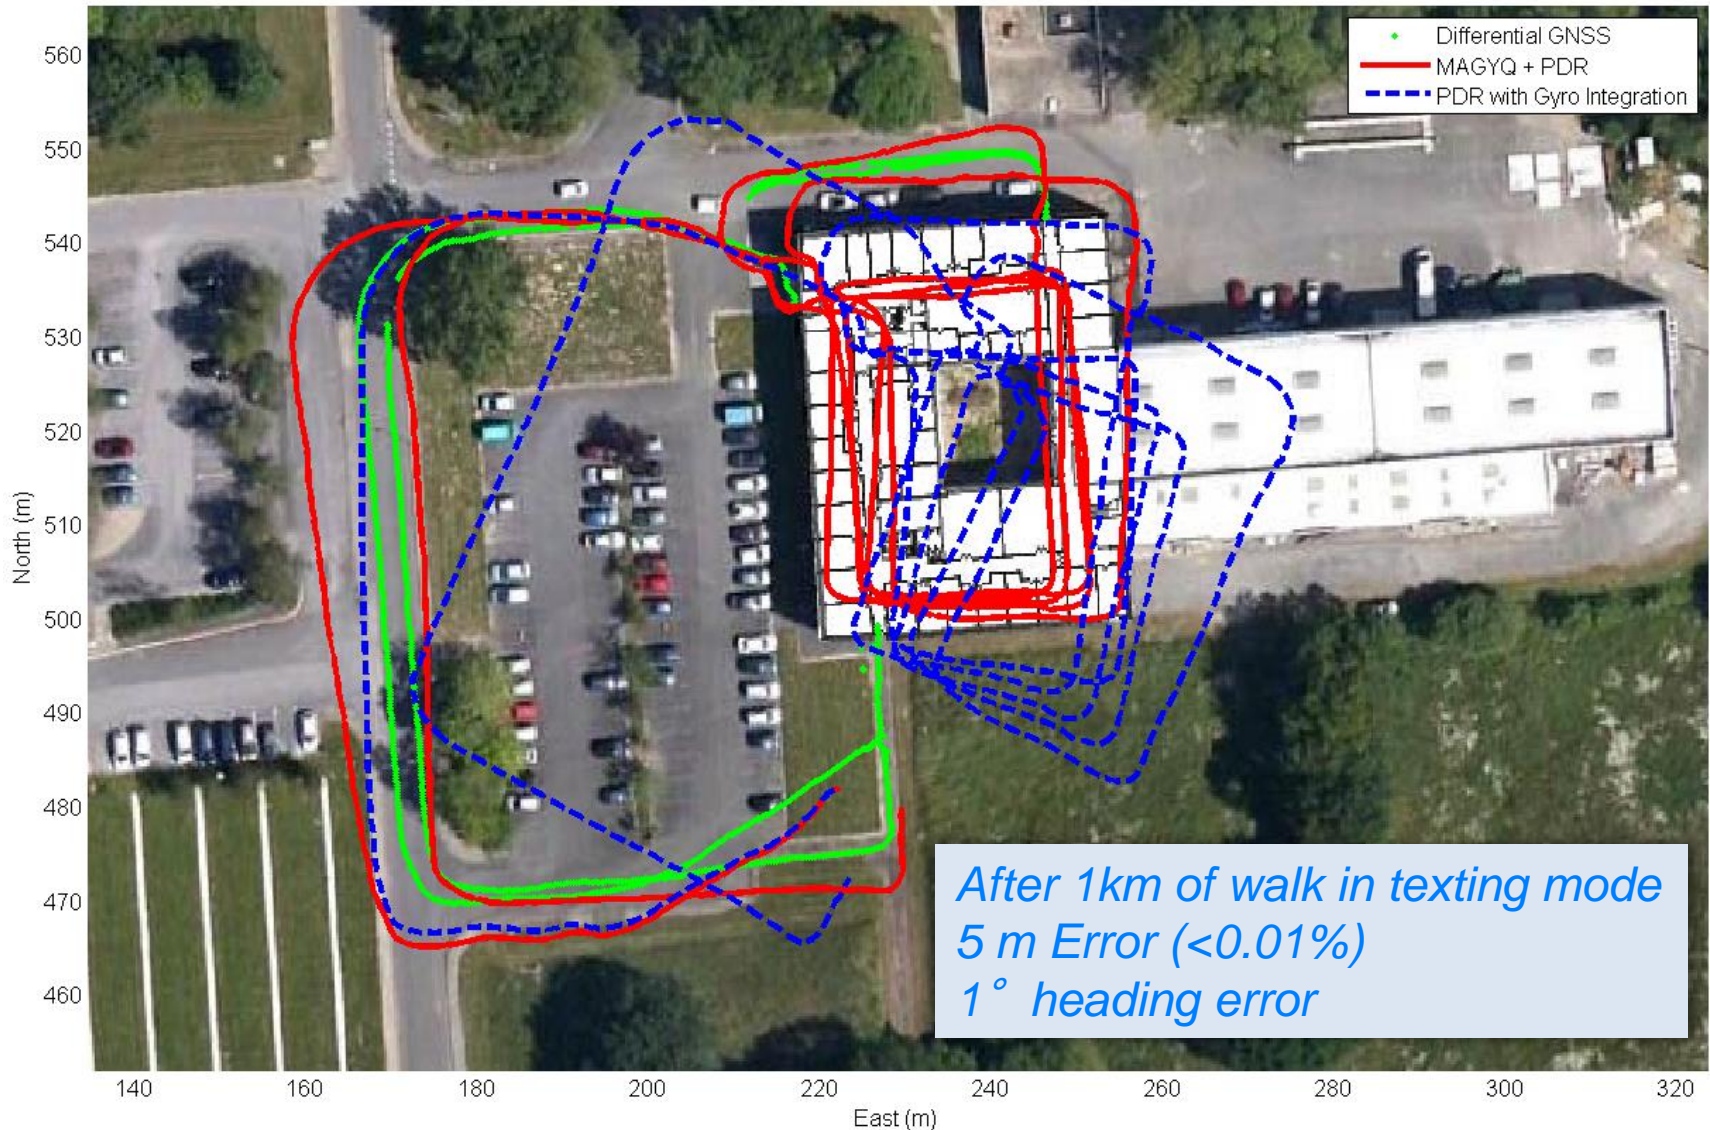 Differential GNSS
MAGYQ + PDR
PDR with Gyro Integration
560
550
540
530
520
510
500
490
480
470
460
North (m)
After 1km of walk in texting mode
5 m Error (<0.01%)
1° heading error
140 160 180 200 220 240 260 280 300 320
East (m)